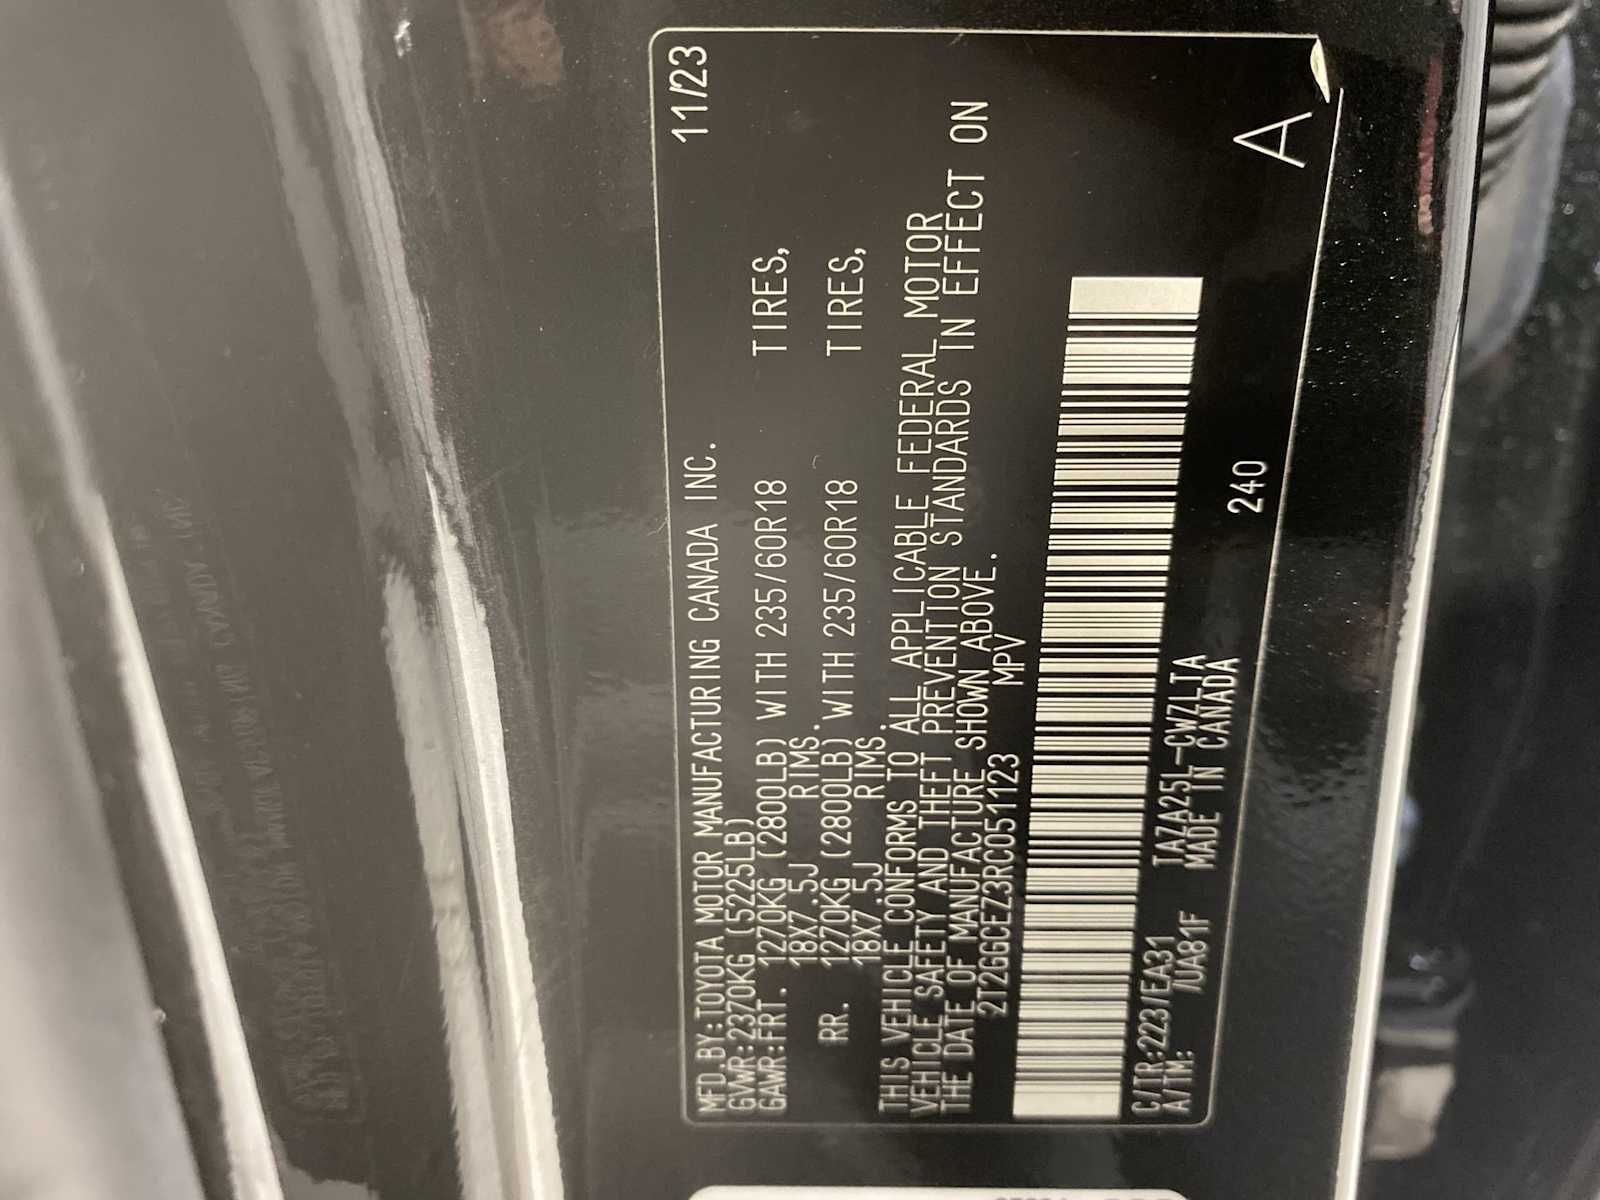 MFD.BY:TOYOTA MOTOR MANUFACTURING CANADA INC. 11/23
GVWR:2370KG (5225LB)
GAWR:FRT. 1270KG (2800LB) WITH 235/60R18 TIRES,
18X7.5J RIMS.
RR. 1270KG (2800LB) WITH 235/60R18 TIRES,
18X7.5J RIMS.
THIS VEHICLE CONFORMS TO ALL APPLICABLE FEDERAL MOTOR
VEHICLE SAFETY AND THEFT PREVENTION STANDARDS IN EFFECT ON
THE DATE OF MANUFACTURE SHOWN ABOVE.
2T2GGCEZ3RC051123 MPV
C/TR:223/EA31 TAZA25L-CWZLTA 240
A/TM: /UA81F MADE IN CANADA
A